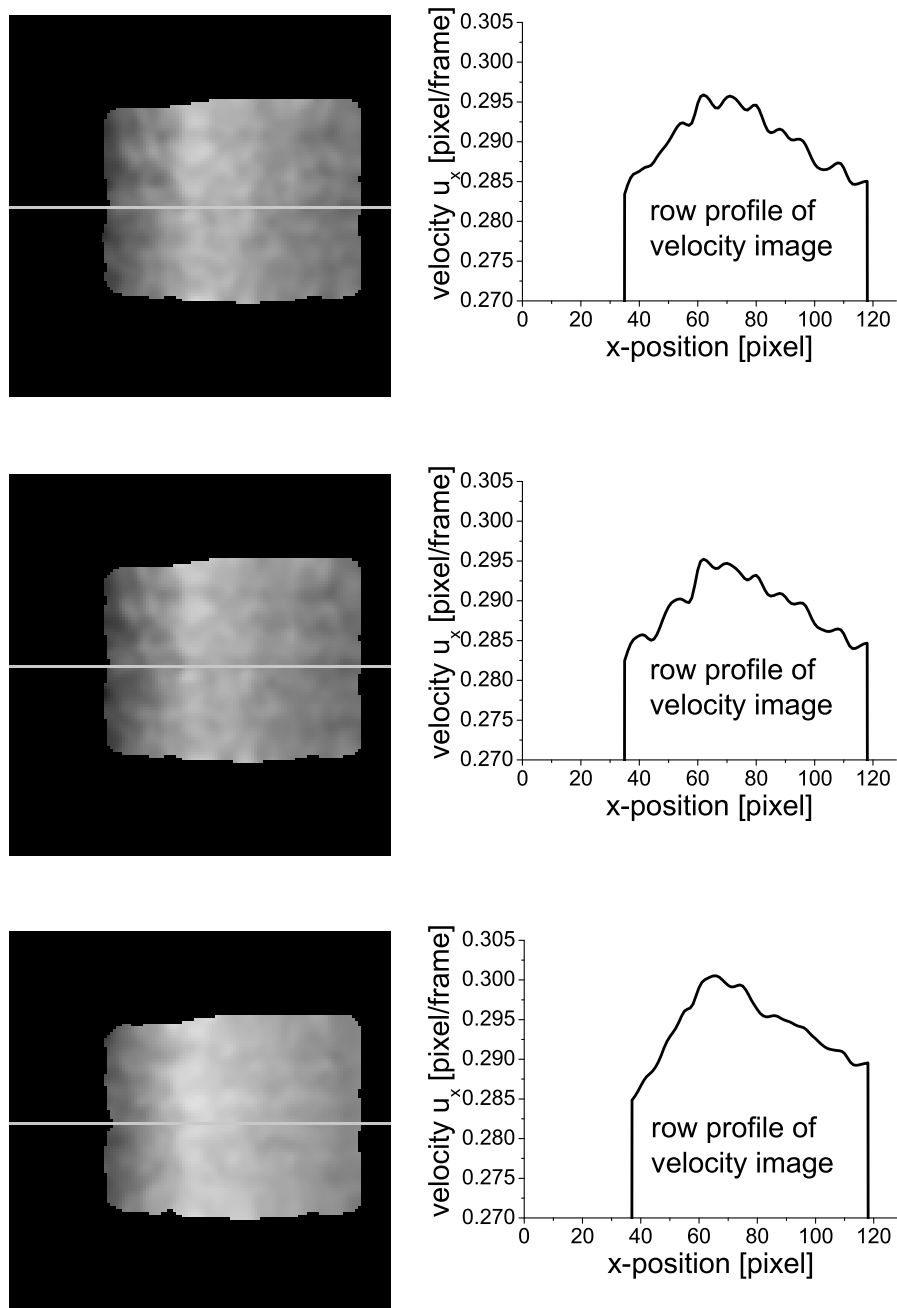 velocity u_x [pixel/frame]
0.305
0.300
0.295
0.290
0.285
0.280
0.275
0.270
row profile of
velocity image
0 20 40 60 80 100 120
x-position [pixel]
velocity u_x [pixel/frame]
0.305
0.300
0.295
0.290
0.285
0.280
0.275
0.270
row profile of
velocity image
0 20 40 60 80 100 120
x-position [pixel]
velocity u_x [pixel/frame]
0.305
0.300
0.295
0.290
0.285
0.280
0.275
0.270
row profile of
velocity image
0 20 40 60 80 100 120
x-position [pixel]